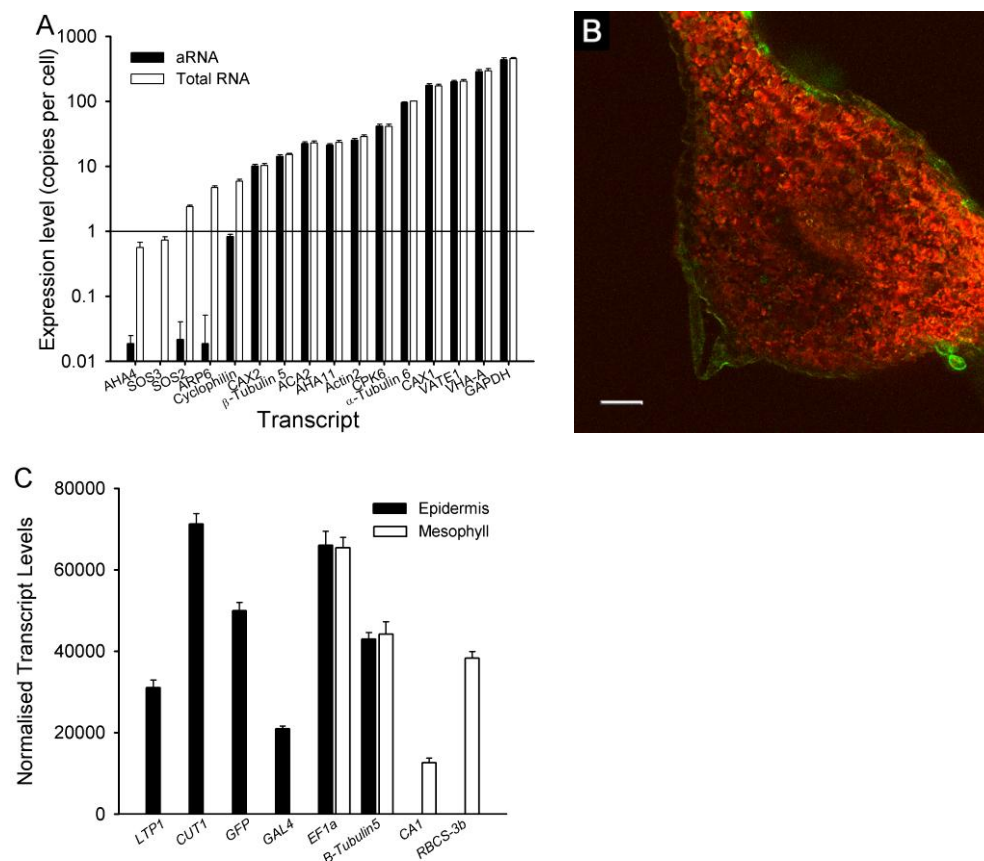 A
1000
100
10
1
0.1
0.01
Expression level (copies per cell)
aRNA
Total RNA
AHA4
SOS3
SOS2
ARP6
Cyclophilin
CAX2
β-Tubulin 5
ACA2
AHA11
Actin2
CPK6
α-Tubulin 6
CAX1
VATE1
VHA-A
GAPDH
Transcript
B
C
80000
60000
40000
20000
0
Normalised Transcript Levels
Epidermis
Mesophyll
LTP1
CUT1
GFP
GAL4
EF1a
B-Tubulin5
CA1
RBCS-3b